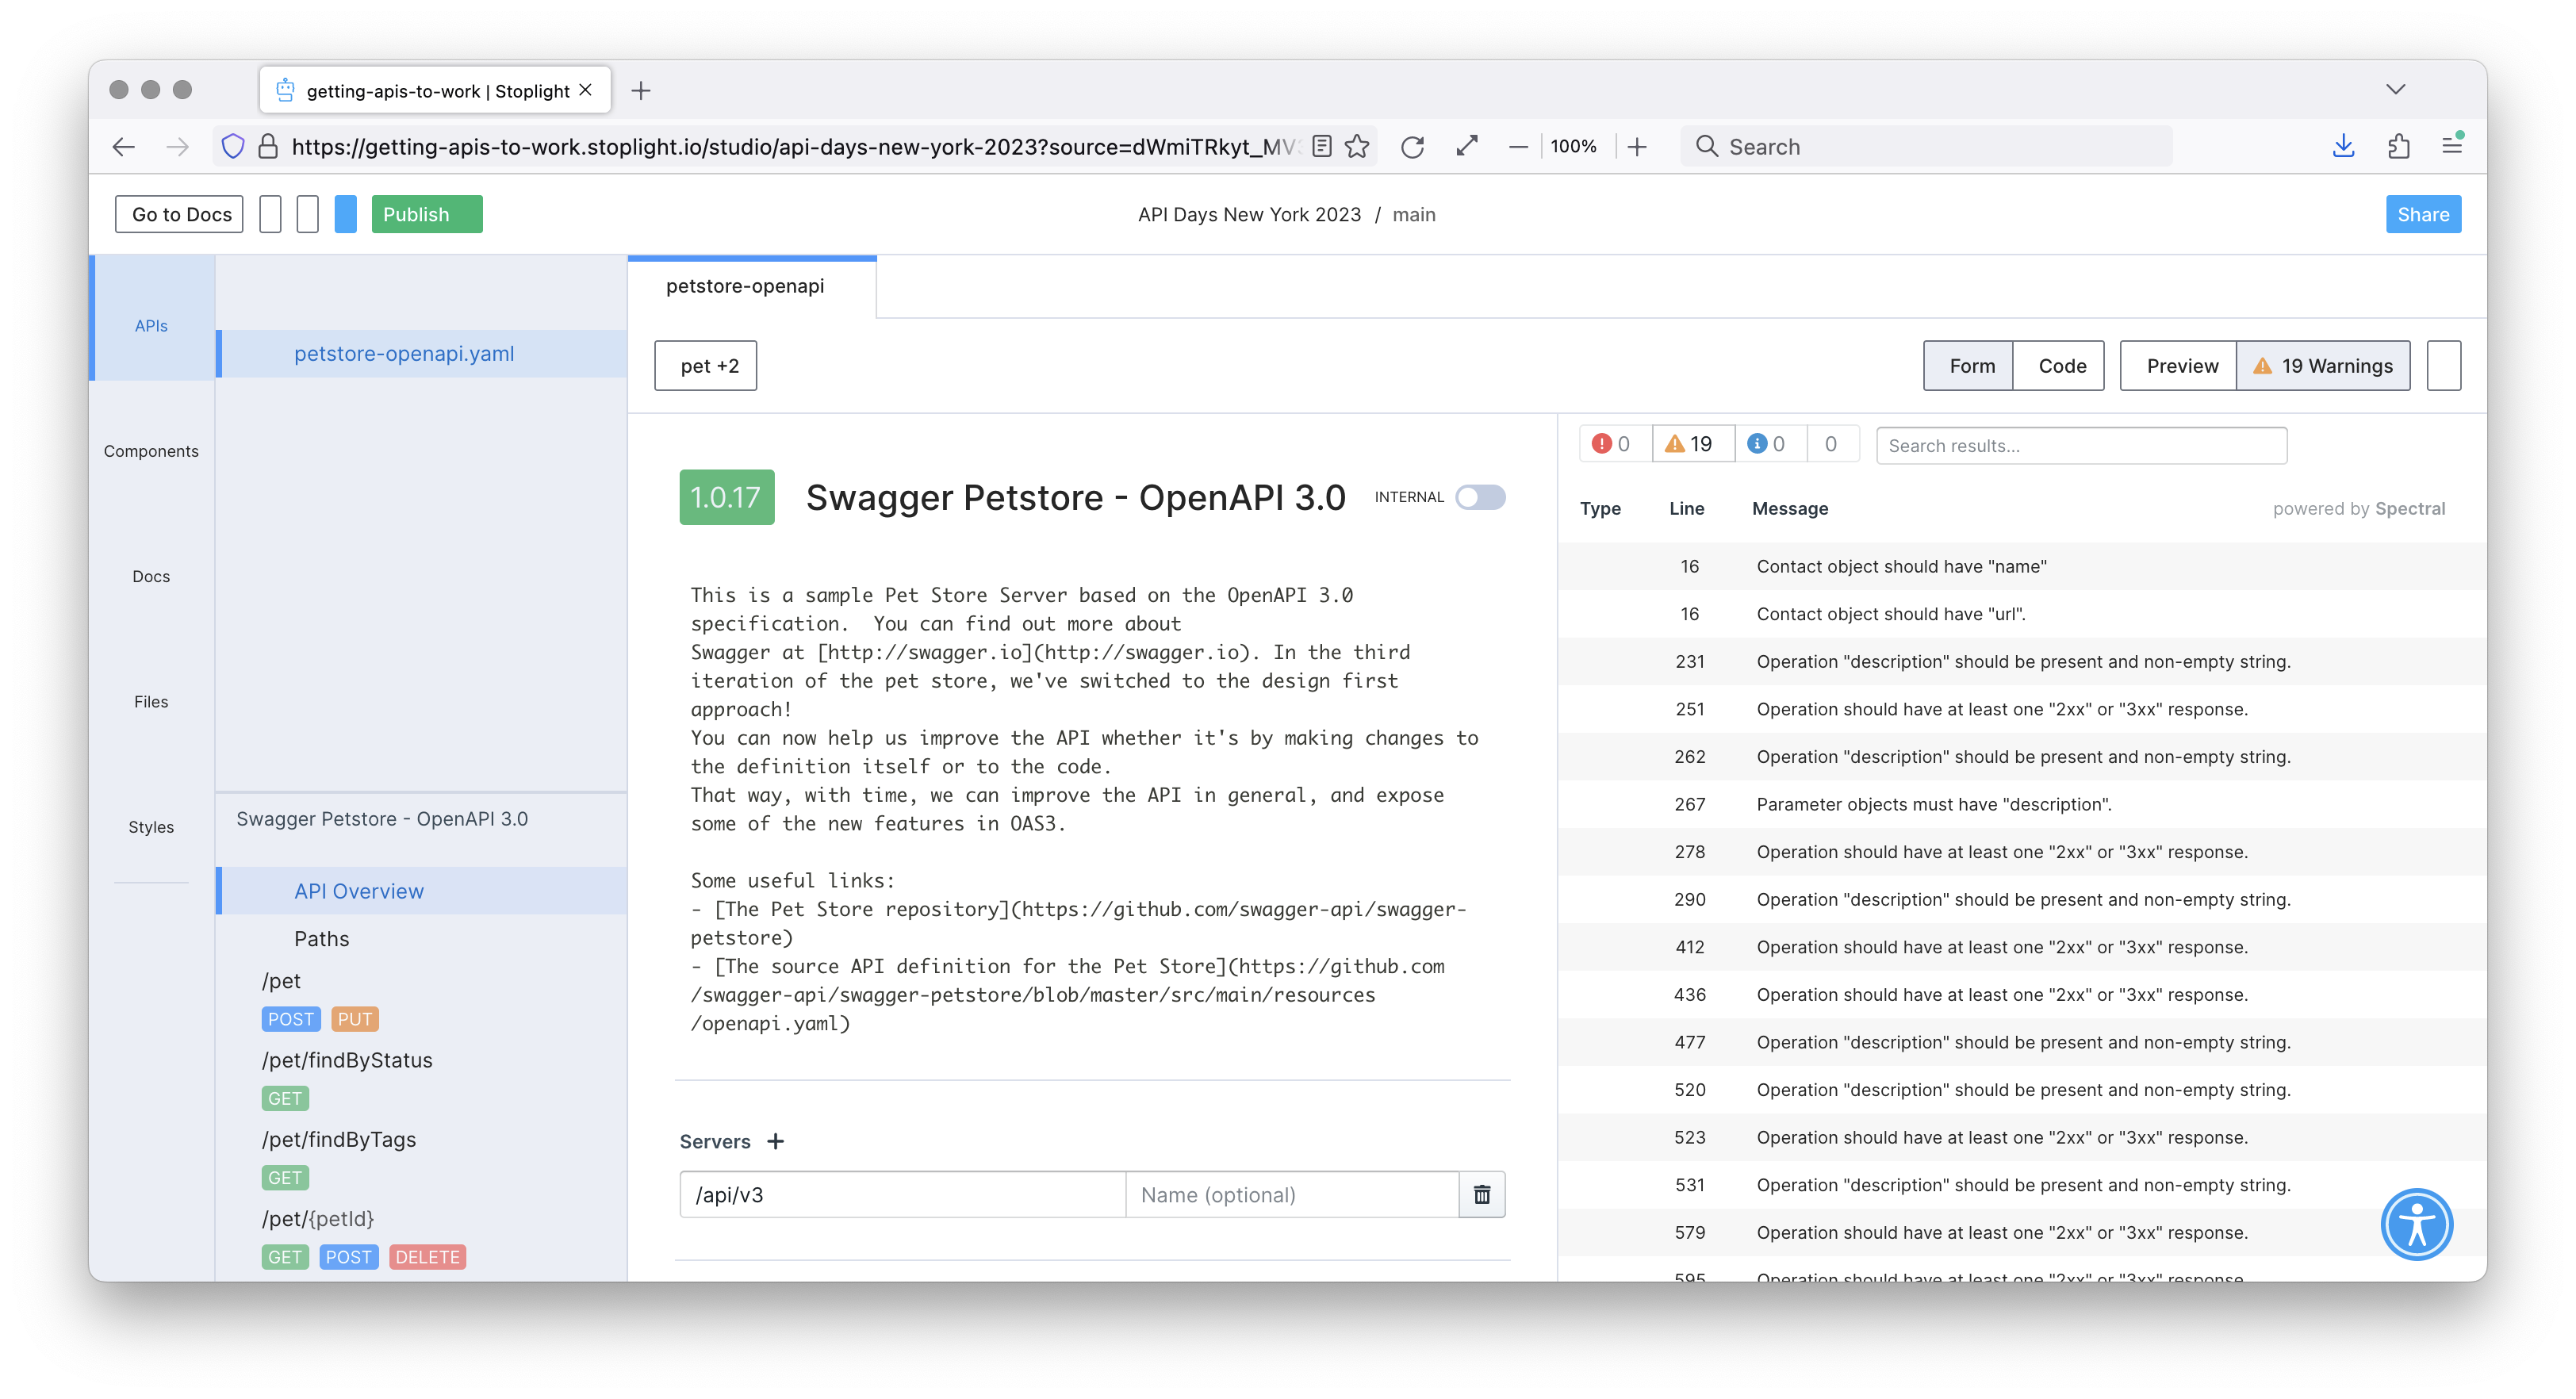 getting-apis-to-work | Stoplight
https://getting-apis-to-work.stoplight.io/studio/api-days-new-york-2023?source=dWmiTRkyt_MV
100%
Search
Go to Docs
Publish
API Days New York 2023 / main
Share
APIs
Components
Docs
Files
Styles
petstore-openapi.yaml
Swagger Petstore - OpenAPI 3.0
API Overview
Paths
/pet
POST PUT
/pet/findByStatus
GET
/pet/findByTags
GET
/pet/{petId}
GET POST DELETE
petstore-openapi
pet +2
Form Code Preview 19 Warnings
1.0.17 Swagger Petstore - OpenAPI 3.0 INTERNAL
This is a sample Pet Store Server based on the OpenAPI 3.0
specification.  You can find out more about
Swagger at [http://swagger.io](http://swagger.io). In the third
iteration of the pet store, we've switched to the design first
approach!
You can now help us improve the API whether it's by making changes to
the definition itself or to the code.
That way, with time, we can improve the API in general, and expose
some of the new features in OAS3.
Some useful links:
- [The Pet Store repository](https://github.com/swagger-api/swagger-
petstore)
- [The source API definition for the Pet Store](https://github.com
/swagger-api/swagger-petstore/blob/master/src/main/resources
/openapi.yaml)
Servers +
/api/v3 Name (optional)
0 19 0 0 Search results...
Type Line Message powered by Spectral
16 Contact object should have "name"
16 Contact object should have "url".
231 Operation "description" should be present and non-empty string.
251 Operation should have at least one "2xx" or "3xx" response.
262 Operation "description" should be present and non-empty string.
267 Parameter objects must have "description".
278 Operation should have at least one "2xx" or "3xx" response.
290 Operation "description" should be present and non-empty string.
412 Operation should have at least one "2xx" or "3xx" response.
436 Operation should have at least one "2xx" or "3xx" response.
477 Operation "description" should be present and non-empty string.
520 Operation "description" should be present and non-empty string.
523 Operation should have at least one "2xx" or "3xx" response.
531 Operation "description" should be present and non-empty string.
579 Operation should have at least one "2xx" or "3xx" response.
595 Operation should have at least one "2xx" or "3xx" response.